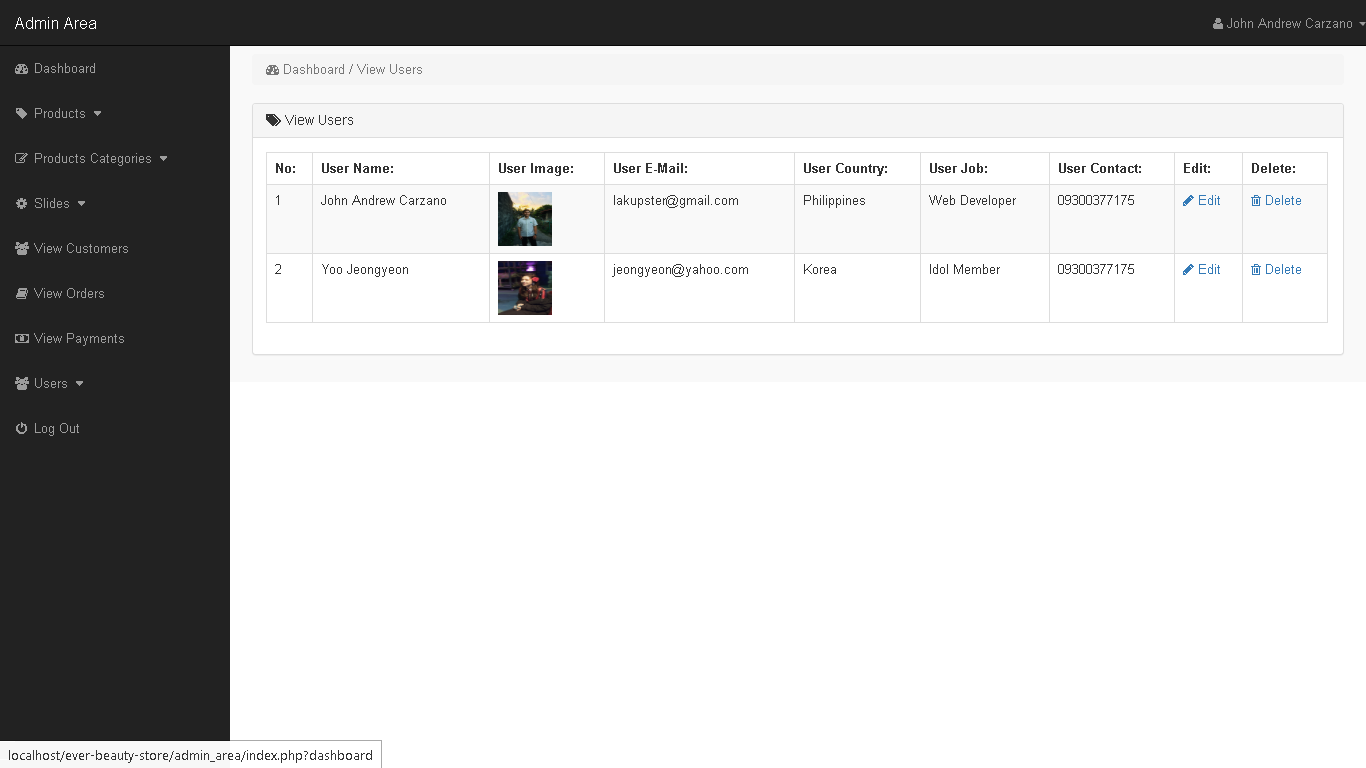 Admin Area
John Andrew Carzano
Dashboard
Products
Products Categories
Slides
View Customers
View Orders
View Payments
Users
Log Out
Dashboard / View Users
View Users
No: User Name: User Image: User E-Mail: User Country: User Job: User Contact: Edit: Delete:
1 John Andrew Carzano lakupster@gmail.com Philippines Web Developer 09300377175 Edit Delete
2 Yoo Jeongyeon jeongyeon@yahoo.com Korea Idol Member 09300377175 Edit Delete
localhost/ever-beauty-store/admin_area/index.php?dashboard